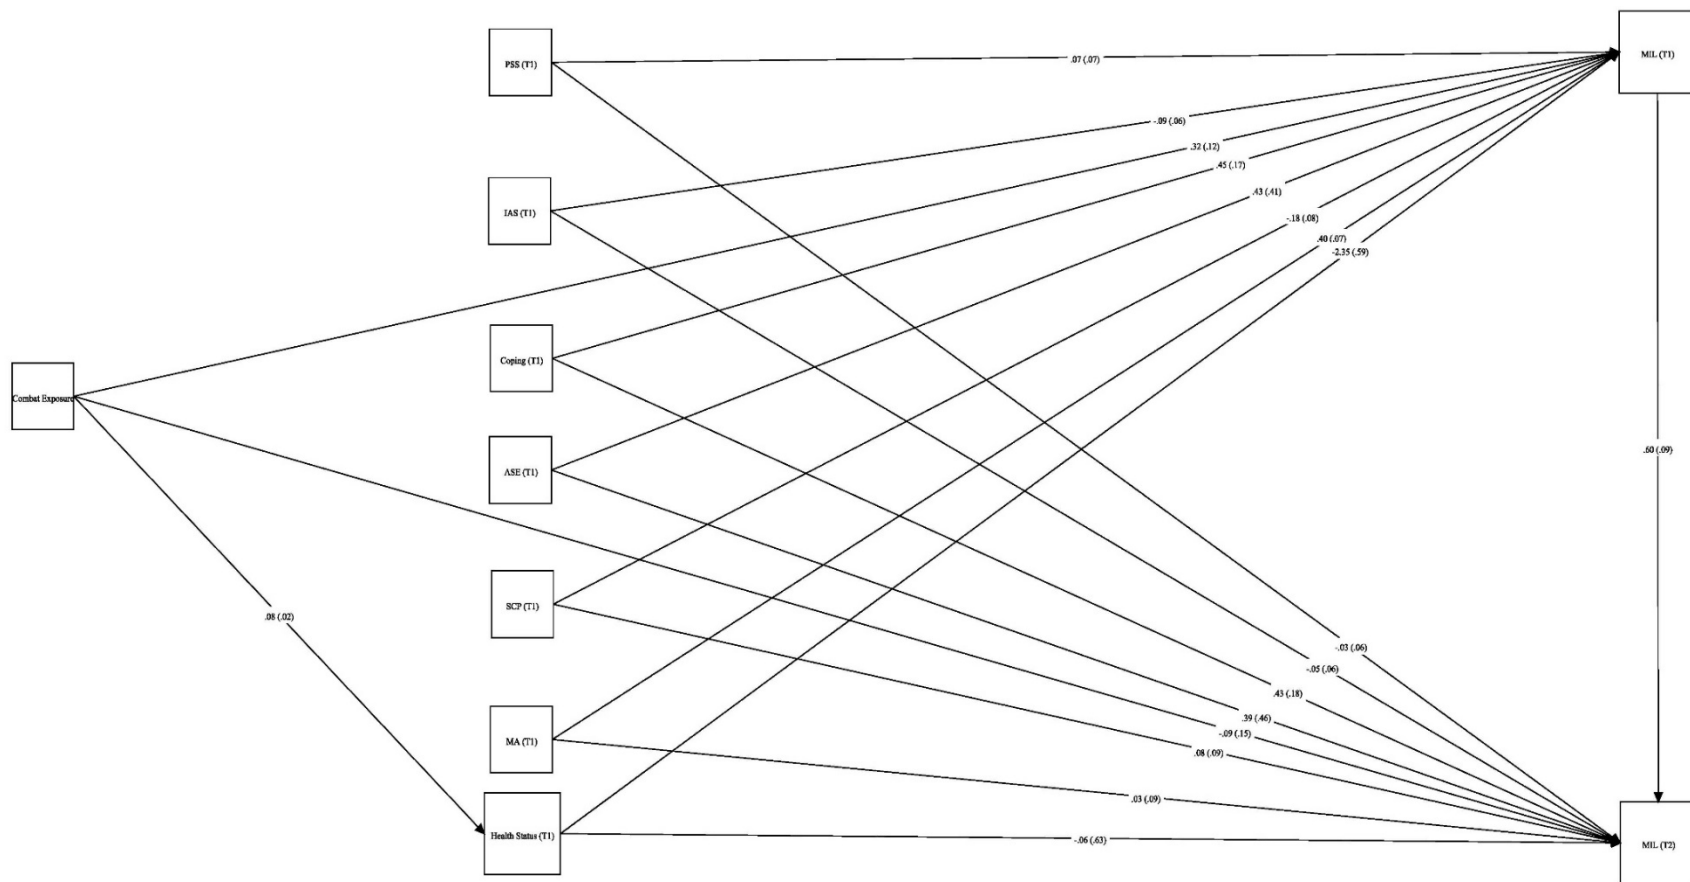 MIL (T1)
PSS (T1)
.07 (.07)
-.09 (.06)
.32 (.12)
.45 (.17)
.43 (.41)
IAS (T1)
-.18 (.08)
.40 (.07)
-2.35 (.59)
Coping (T1)
Combat Exposure
.60 (.09)
ASE (T1)
SCP (T1)
.08 (.02)
-.03 (.06)
-.05 (.06)
.43 (.18)
.39 (.46)
-.09 (.15)
MA (T1)
.08 (.09)
.03 (.09)
Health Status (T1)
-.06 (.63)
MIL (T2)